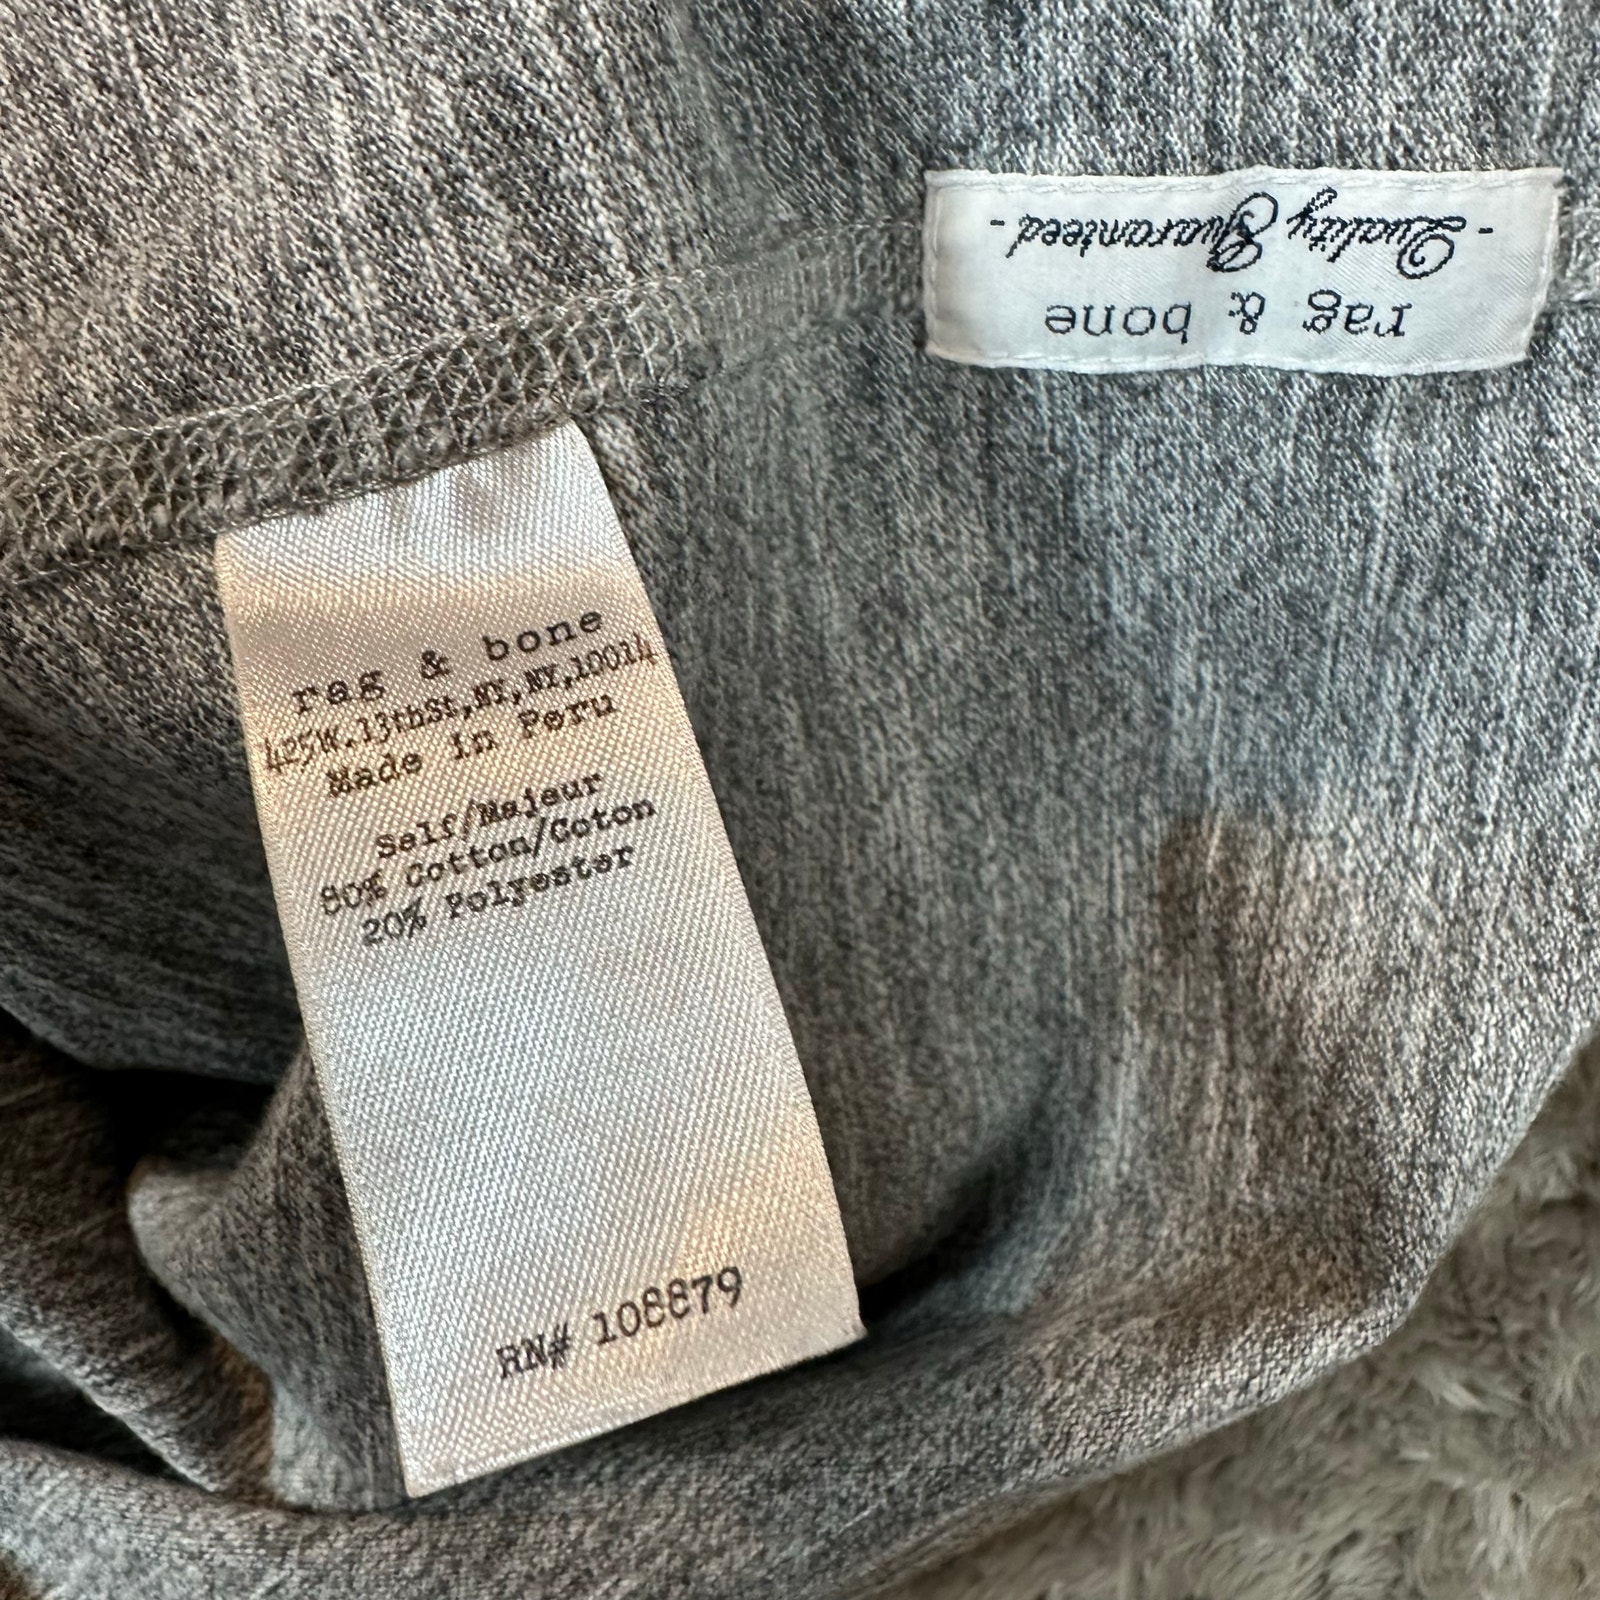 rag & bone
- Quality Guaranteed -
rag & bone
425W.13thSt,NY,NY,10014
Made in Peru
Self/Majeur
80% Cotton/Coton
20% Polyester
RN# 108879